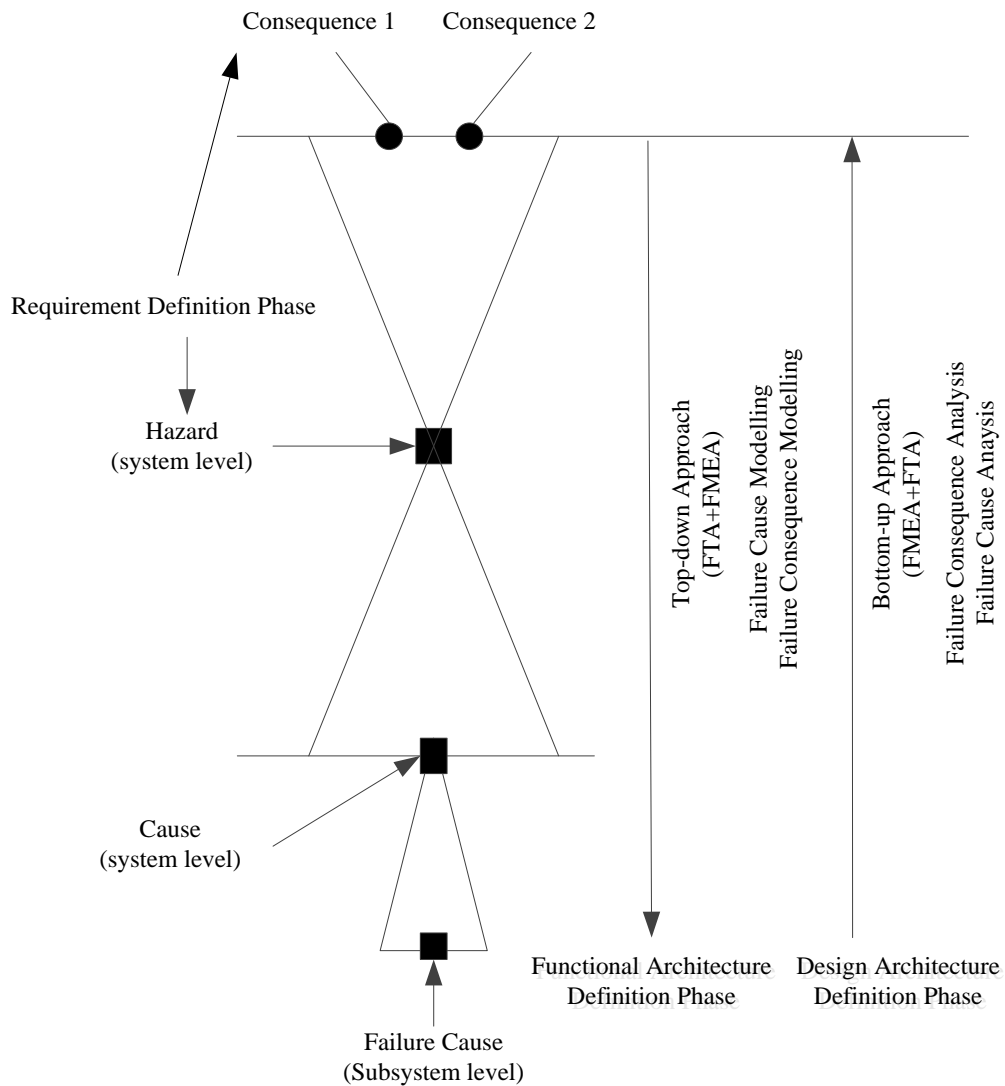 Consequence 1
Consequence 2
Requirement Definition Phase
Hazard
(system level)
Top-down Approach
(FTA+FMEA)
Failure Cause Modelling
Failure Consequence Modelling
Bottom-up Approach
(FMEA+FTA)
Failure Consequence Analysis
Failure Cause Anaysis
Cause
(system level)
Functional Architecture
Definition Phase
Design Architecture
Definition Phase
Failure Cause
(Subsystem level)